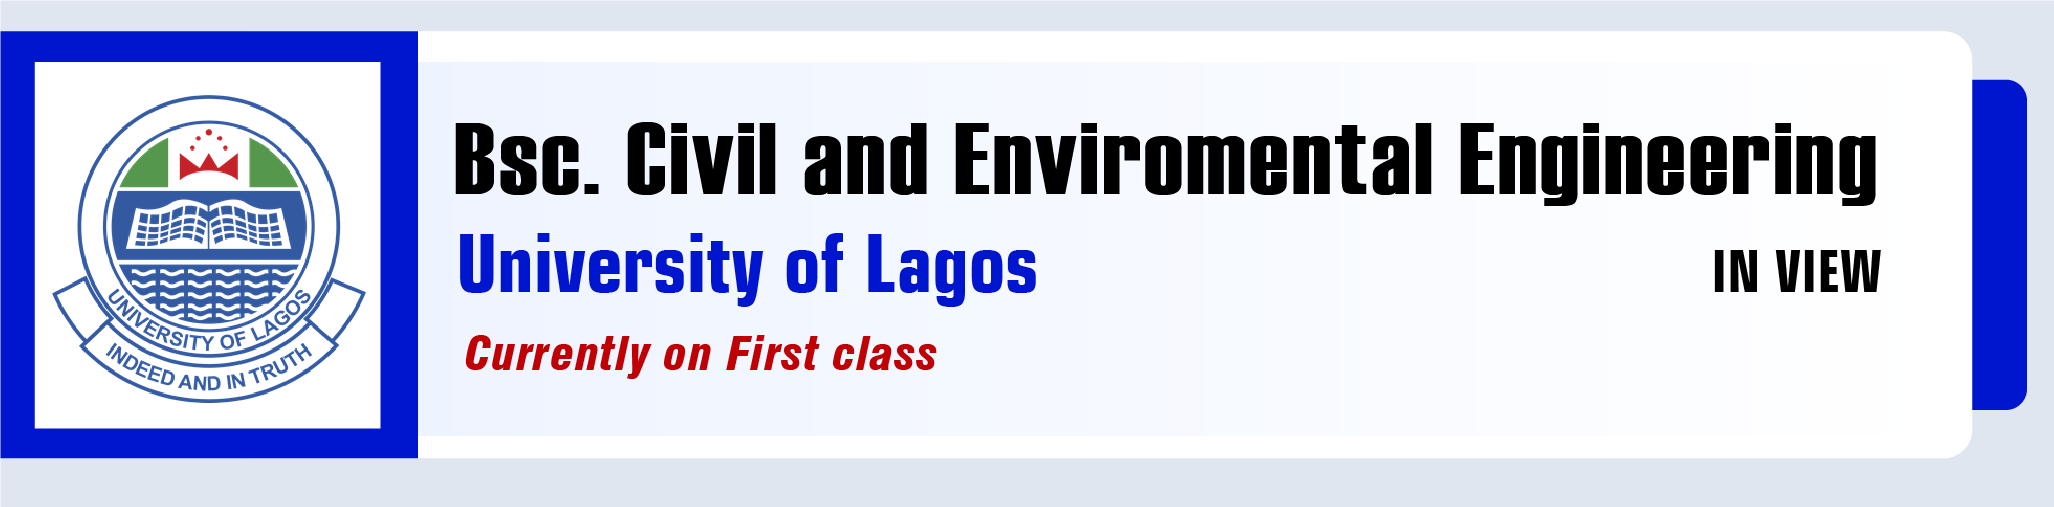 UNIVERSITY OF LAGOS
INDEED AND IN TRUTH
Bsc. Civil and Enviromental Engineering
University of Lagos
IN VIEW
Currently on First class